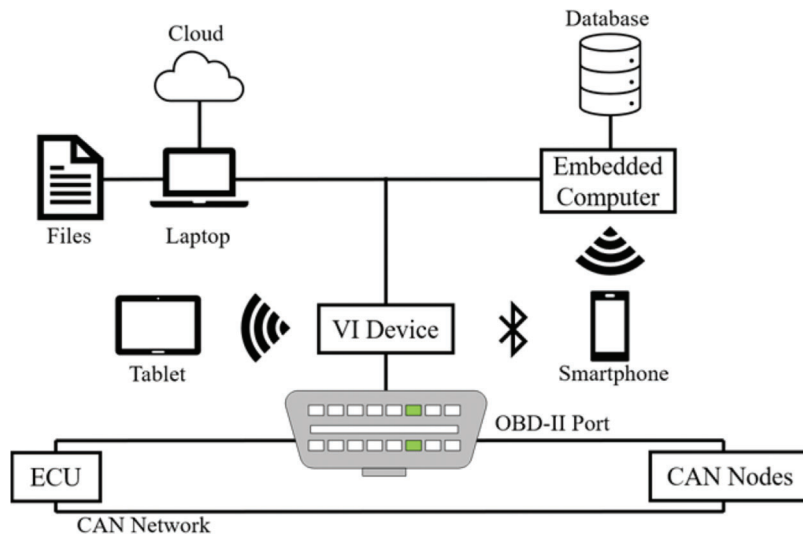 Database
Cloud
Embedded
Computer
Files
Laptop
VI Device
Tablet
Smartphone
OBD-II Port
ECU
CAN Nodes
CAN Network